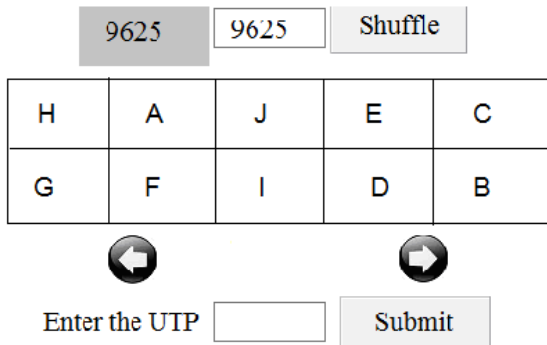 9625 9625 Shuffle
H A J E C
G F I D B
Enter the UTP Submit